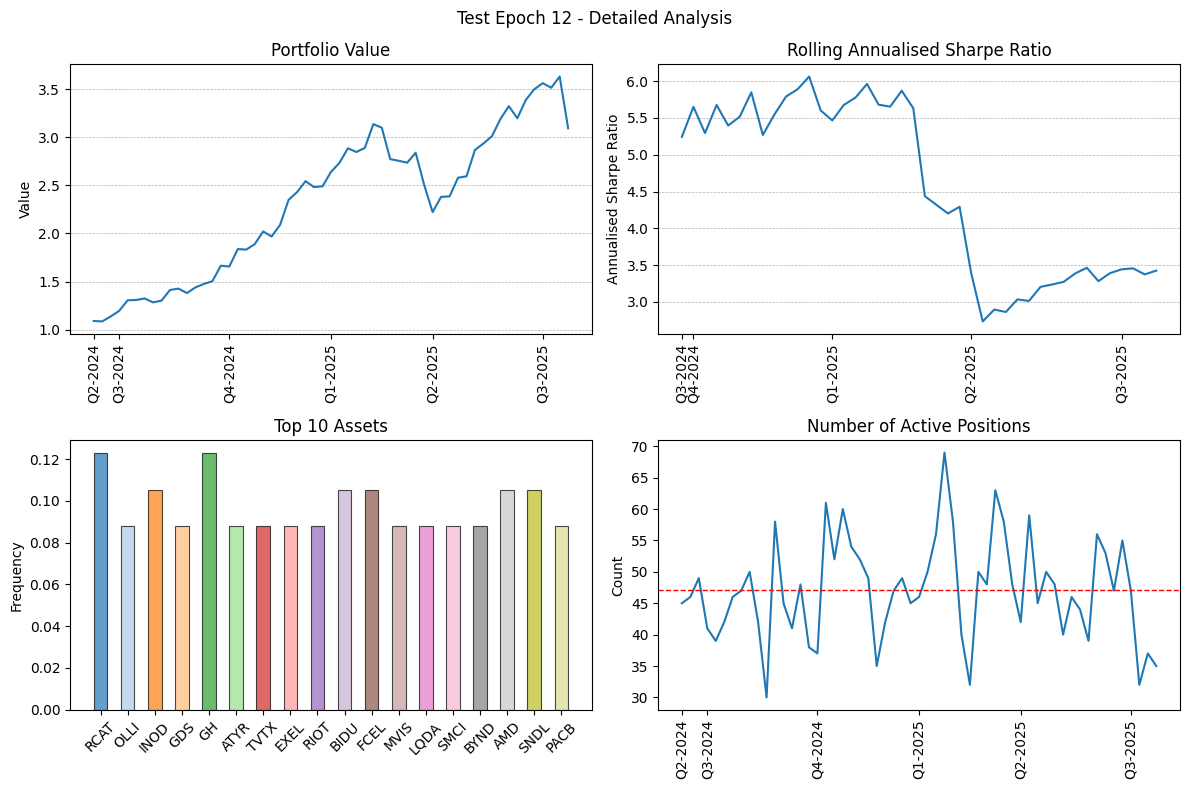 Test Epoch 12 - Detailed Analysis
Portfolio Value
Value
3.5
3.0
2.5
2.0
1.5
1.0
Q2-2024
Q3-2024
Q4-2024
Q1-2025
Q2-2025
Q3-2025
Rolling Annualised Sharpe Ratio
Annualised Sharpe Ratio
6.0
5.5
5.0
4.5
4.0
3.5
3.0
Q3-2024
Q4-2024
Q1-2025
Q2-2025
Q3-2025
Top 10 Assets
Frequency
0.12
0.10
0.08
0.06
0.04
0.02
0.00
RCAT
OLLI
INOD
GDS
GH
ATYR
TVTX
EXEL
RIOT
BIDU
FCEL
MVIS
LQDA
SMCI
BYND
AMD
SNDL
PACB
Number of Active Positions
Count
70
65
60
55
50
45
40
35
30
Q2-2024
Q3-2024
Q4-2024
Q1-2025
Q2-2025
Q3-2025